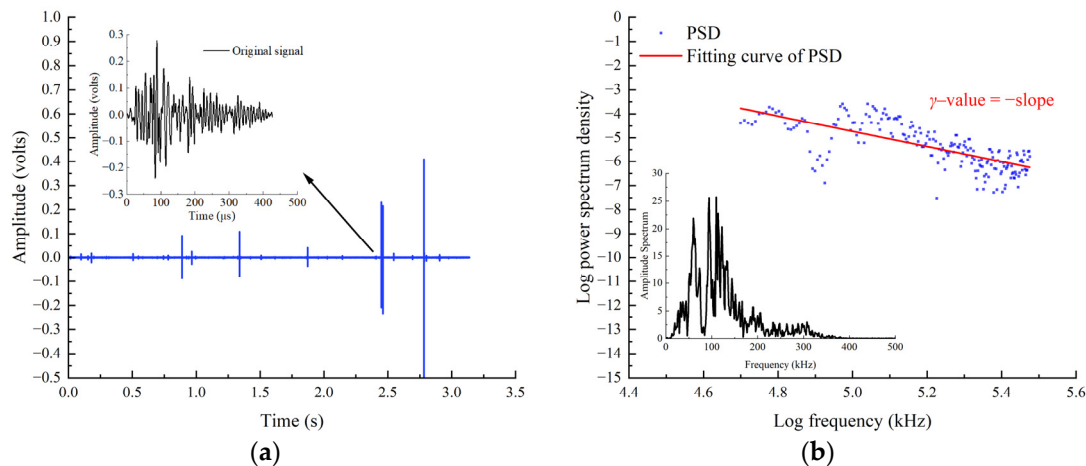 1.0
0.9
0.8
0.7
0.6
0.5
0.4
0.3
0.2
0.1
0.0
−0.1
−0.2
−0.3
−0.4
−0.5
Amplitude (volts)
0.0 0.5 1.0 1.5 2.0 2.5 3.0 3.5
Time (s)
0.3
0.2
0.1
0.0
−0.1
−0.2
−0.3
Amplitude (volts)
Original signal
0 100 200 300 400 500
Time (μs)
(a)
0
−1
−2
−3
−4
−5
−6
−7
−8
−9
−10
−11
−12
−13
−14
−15
Log power spectrum density
PSD
Fitting curve of PSD
γ–value = −slope
30
25
20
15
10
5
0
Amplitude Spectrum
0 100 200 300 400 500
Frequency (kHz)
4.4 4.6 4.8 5.0 5.2 5.4 5.6
Log frequency (kHz)
(b)